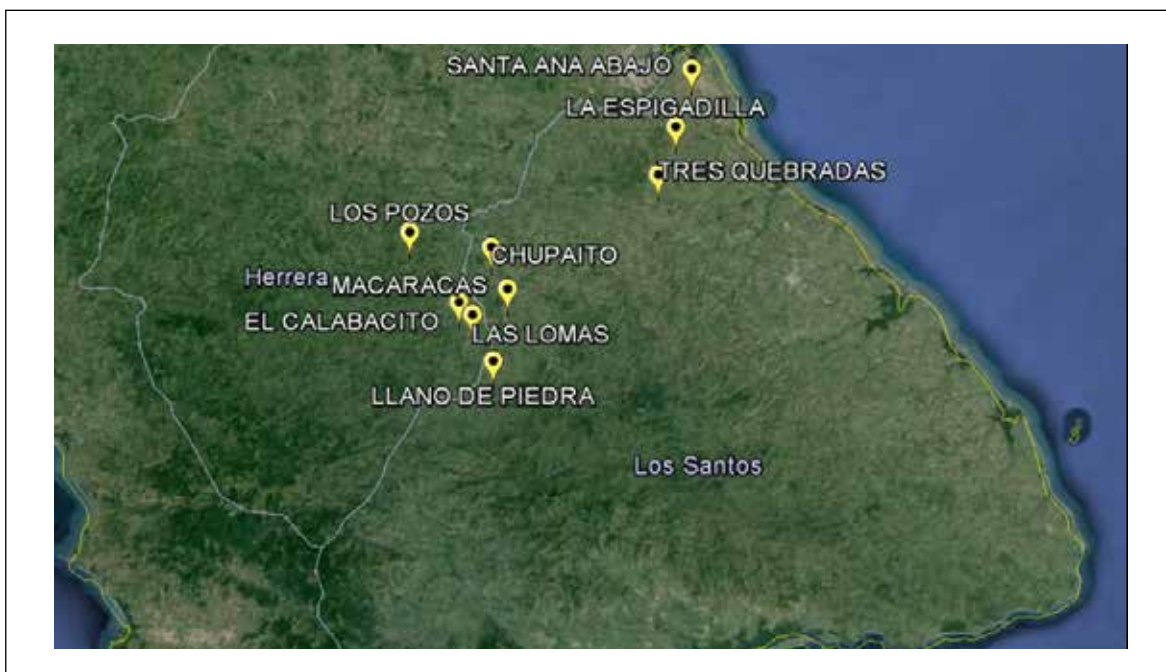 SANTA ANA ABAJO
LA ESPIGADILLA
TRES QUEBRADAS
LOS POZOS
CHUPAITO
Herrera
MACARACAS
EL CALABACITO
LAS LOMAS
LLANO DE PIEDRA
Los Santos